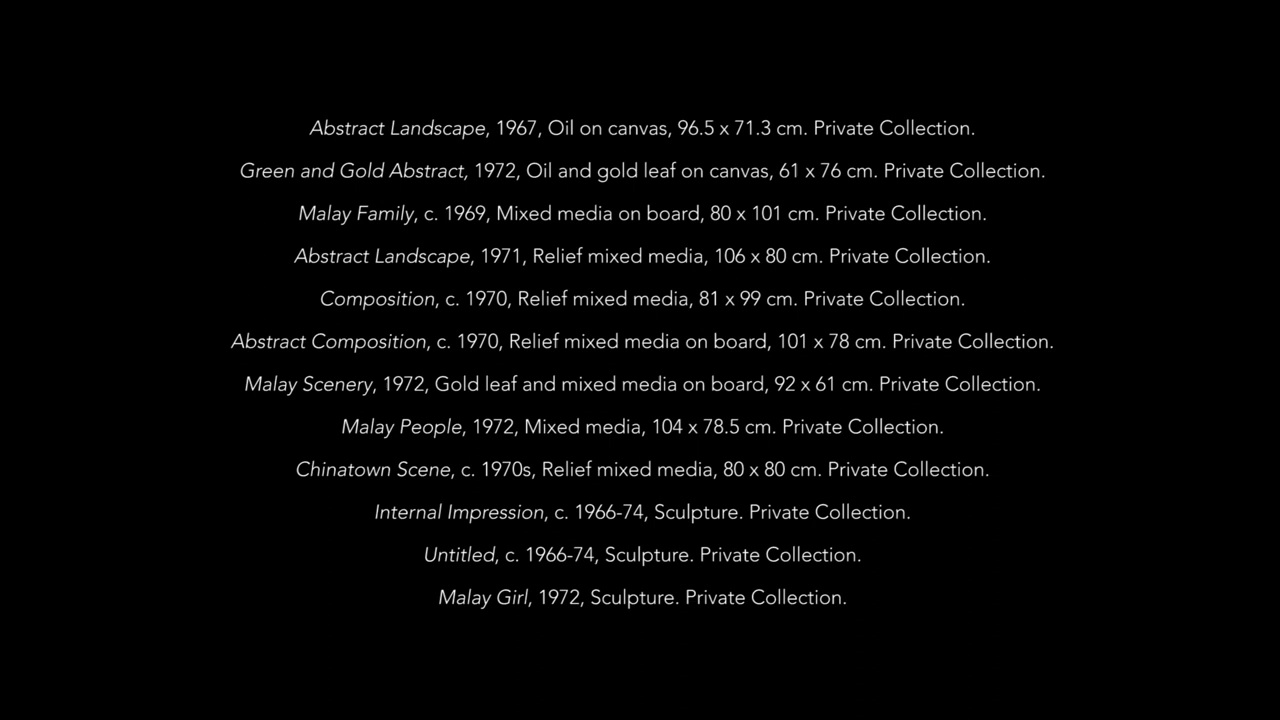 Abstract Landscape, 1967, Oil on canvas, 96.5 x 71.3 cm. Private Collection.
Green and Gold Abstract, 1972, Oil and gold leaf on canvas, 61 x 76 cm. Private Collection.
Malay Family, c. 1969, Mixed media on board, 80 x 101 cm. Private Collection.
Abstract Landscape, 1971, Relief mixed media, 106 x 80 cm. Private Collection.
Composition, c. 1970, Relief mixed media, 81 x 99 cm. Private Collection.
Abstract Composition, c. 1970, Relief mixed media on board, 101 x 78 cm. Private Collection.
Malay Scenery, 1972, Gold leaf and mixed media on board, 92 x 61 cm. Private Collection.
Malay People, 1972, Mixed media, 104 x 78.5 cm. Private Collection.
Chinatown Scene, c. 1970s, Relief mixed media, 80 x 80 cm. Private Collection.
Internal Impression, c. 1966-74, Sculpture. Private Collection.
Untitled, c. 1966-74, Sculpture. Private Collection.
Malay Girl, 1972, Sculpture. Private Collection.